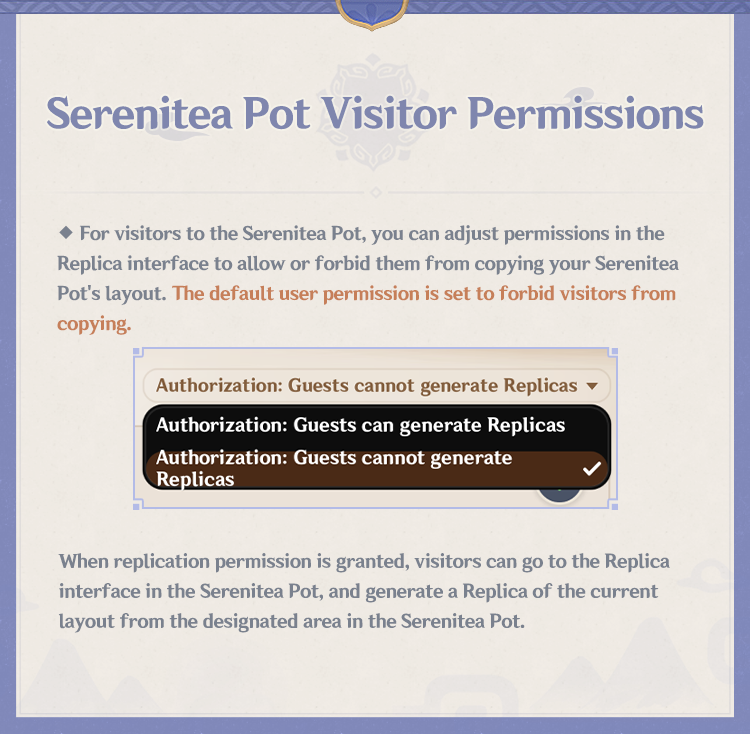 Serenitea Pot Visitor Permissions
◆ For visitors to the Serenitea Pot, you can adjust permissions in the
Replica interface to allow or forbid them from copying your Serenitea
Pot's layout. The default user permission is set to forbid visitors from
copying.
Authorization: Guests cannot generate Replicas
Authorization: Guests can generate Replicas
Authorization: Guests cannot generate
Replicas
When replication permission is granted, visitors can go to the Replica
interface in the Serenitea Pot, and generate a Replica of the current
layout from the designated area in the Serenitea Pot.